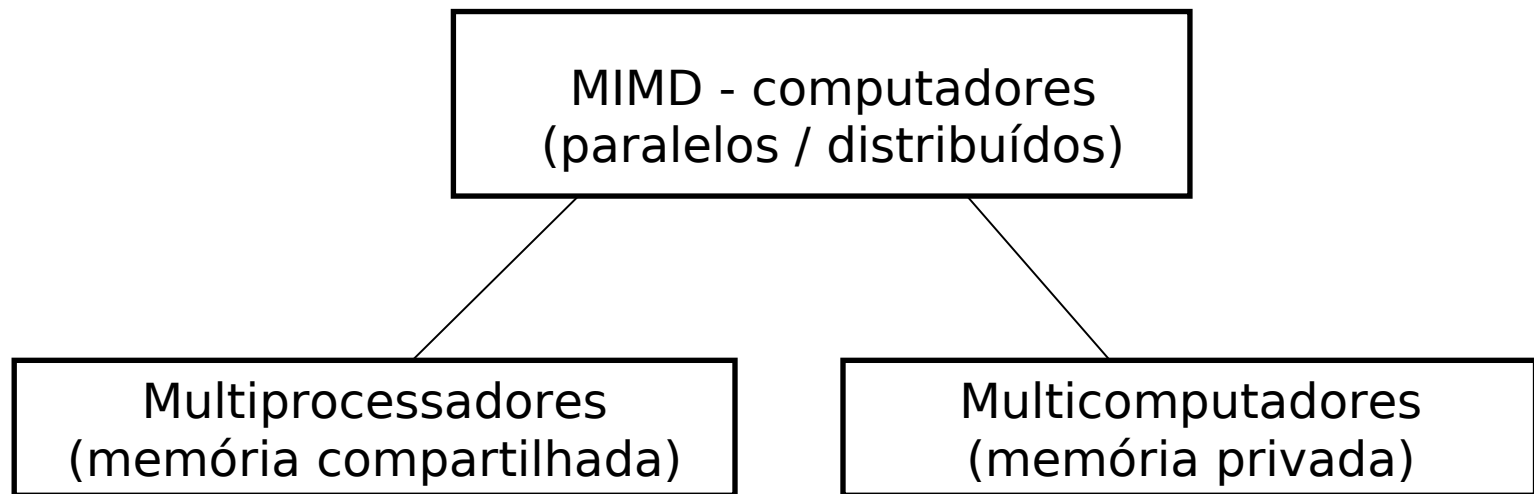 MIMD - computadores
(paralelos / distribuídos)
Multiprocessadores
(memória compartilhada)
Multicomputadores
(memória privada)